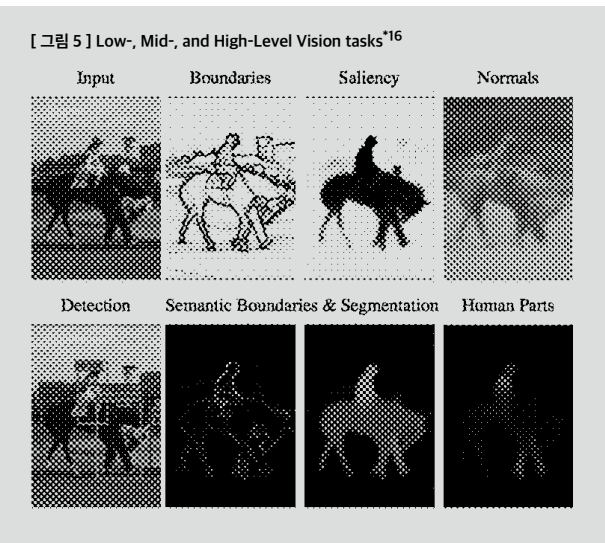 [ 그림 5 ] Low-, Mid-, and High-Level Vision tasks*16
Input Boundaries Saliency Normals
Detection Semantic Boundaries & Segmentation Human Parts